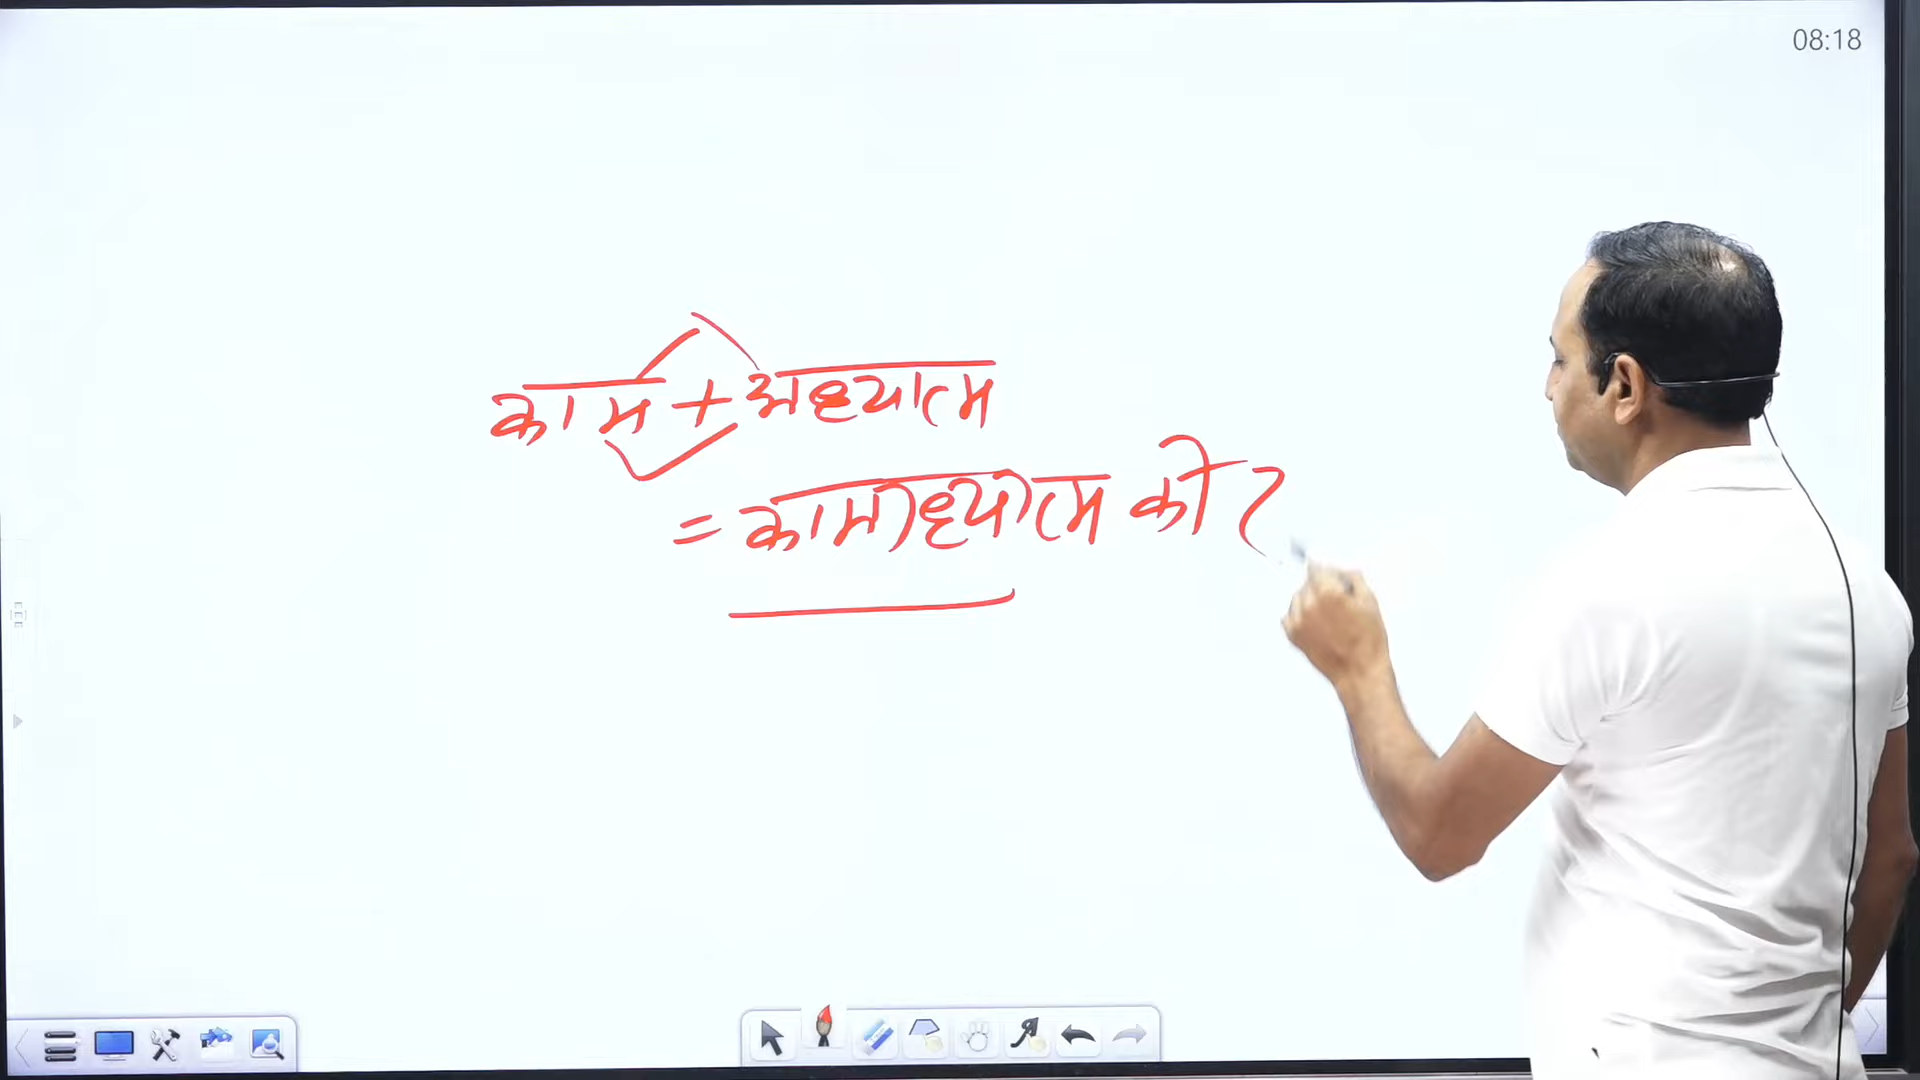 08:18
काम + अध्यात्म
= कामाध्यात्म की